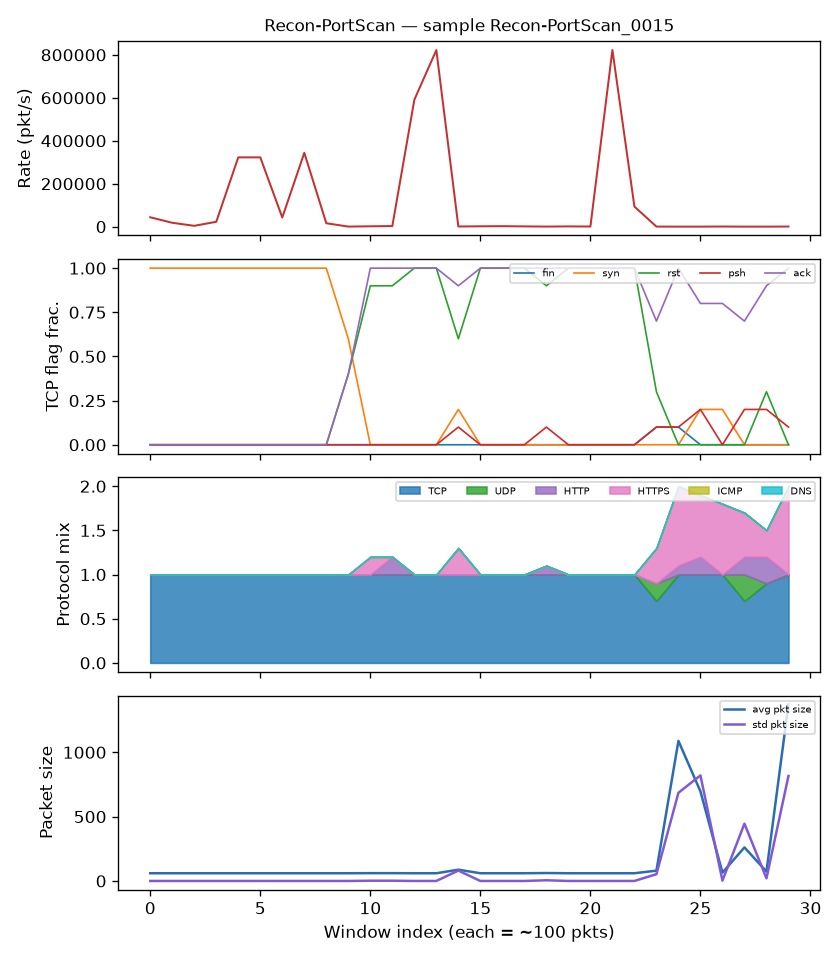 Recon-PortScan — sample Recon-PortScan_0015
Rate (pkt/s)
800000
600000
400000
200000
0
TCP flag frac.
1.00
0.75
0.50
0.25
0.00
fin syn rst psh ack
Protocol mix
2.0
1.5
1.0
0.5
0.0
TCP UDP HTTP HTTPS ICMP DNS
Packet size
1000
500
0
avg pkt size
std pkt size
0 5 10 15 20 25 30
Window index (each = ~100 pkts)